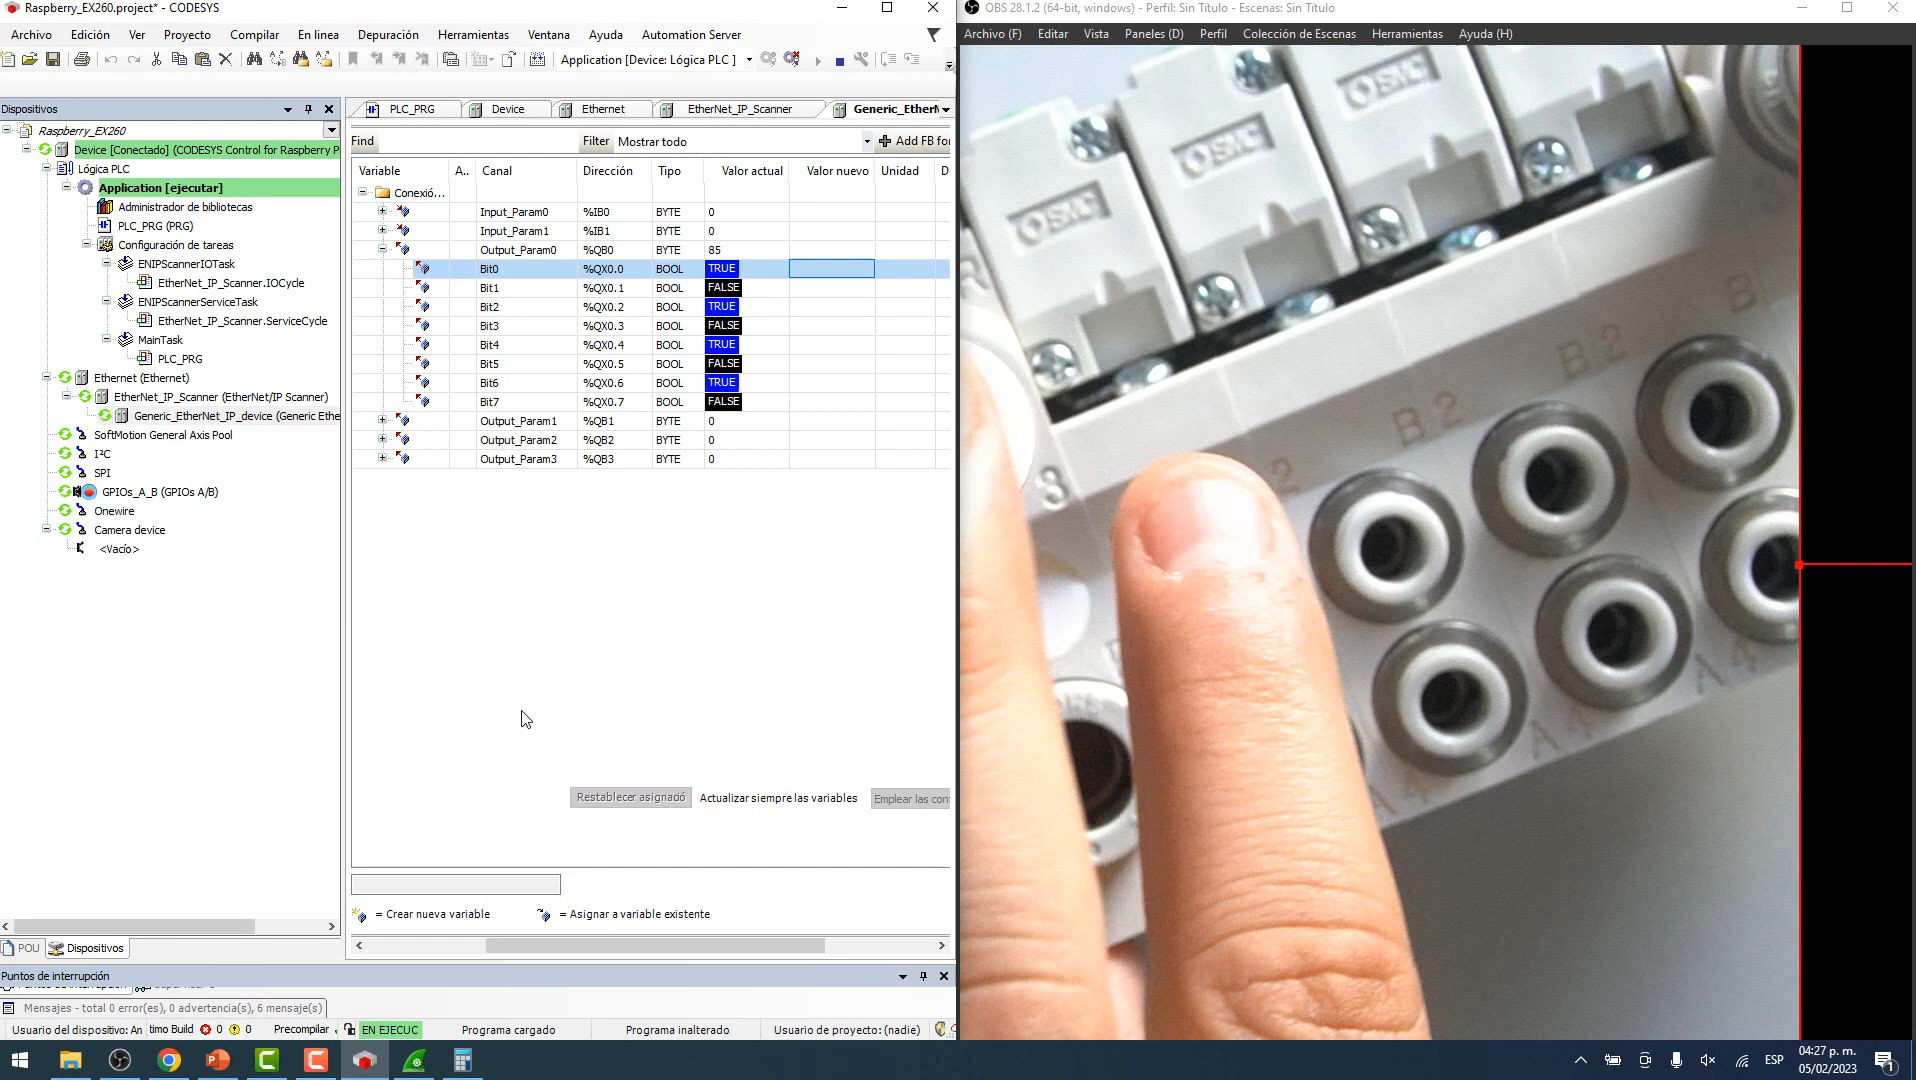 Raspberry_EX260.project* - CODESYS
Archivo Edición Ver Proyecto Compilar En linea Depuración Herramientas Ventana Ayuda Automation Server
Application [Device: Lógica PLC ]
Dispositivos
Raspberry_EX260
Device [Conectado] (CODESYS Control for Raspberry P
Lógica PLC
Application [ejecutar]
Administrador de bibliotecas
PLC_PRG (PRG)
Configuración de tareas
ENIPScannerIOTask
EtherNet_IP_Scanner.IOCycle
ENIPScannerServiceTask
EtherNet_IP_Scanner.ServiceCycle
MainTask
PLC_PRG
Ethernet (Ethernet)
EtherNet_IP_Scanner (EtherNet/IP Scanner)
Generic_EtherNet_IP_device (Generic Ethe
SoftMotion General Axis Pool
I²C
SPI
GPIOs_A_B (GPIOs A/B)
Onewire
Camera device
<Vacío>
POU Dispositivos
PLC_PRG Device Ethernet EtherNet_IP_Scanner Generic_EtherN
Find Filter Mostrar todo Add FB for
Variable A.. Canal Dirección Tipo Valor actual Valor nuevo Unidad D
Conexió...
Input_Param0 %IB0 BYTE 0
Input_Param1 %IB1 BYTE 0
Output_Param0 %QB0 BYTE 85
Bit0 %QX0.0 BOOL TRUE
Bit1 %QX0.1 BOOL FALSE
Bit2 %QX0.2 BOOL TRUE
Bit3 %QX0.3 BOOL FALSE
Bit4 %QX0.4 BOOL TRUE
Bit5 %QX0.5 BOOL FALSE
Bit6 %QX0.6 BOOL TRUE
Bit7 %QX0.7 BOOL FALSE
Output_Param1 %QB1 BYTE 0
Output_Param2 %QB2 BYTE 0
Output_Param3 %QB3 BYTE 0
Restablecer asignació Actualizar siempre las variables Emplear las con
= Crear nueva variable = Asignar a variable existente
Puntos de interrupción
Mensajes - total 0 error(es), 0 advertencia(s), 6 mensaje(s)
Usuario del dispositivo: An timo Build 0 0 Precompilar EN EJECUC Programa cargado Programa inalterado Usuario de proyecto: (nadie)
OBS 28.1.2 (64-bit, windows) - Perfil: Sin Título - Escenas: Sin Título
Archivo (F) Editar Vista Paneles (D) Perfil Colección de Escenas Herramientas Ayuda (H)
SMC
SMC
SMC
B 2
B 2
2
3
A 4
A 4
A 4
ESP
04:27 p. m.
05/02/2023
1